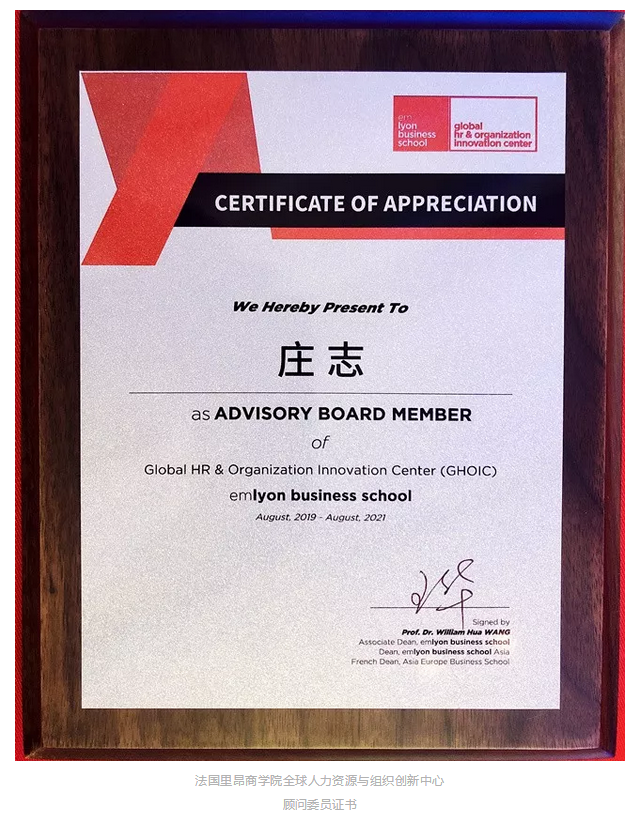 em
lyon
business
school
global
hr & organization
innovation center
CERTIFICATE OF APPRECIATION
We Hereby Present To
庄志
as ADVISORY BOARD MEMBER
of
Global HR & Organization Innovation Center (GHOIC)
emlyon business school
August, 2019 - August, 2021
Signed by
Prof. Dr. William Hua WANG
Associate Dean, emlyon business school
Dean, emlyon business school Asia
French Dean, Asia Europe Business School
法国里昂商学院全球人力资源与组织创新中心
顾问委员证书